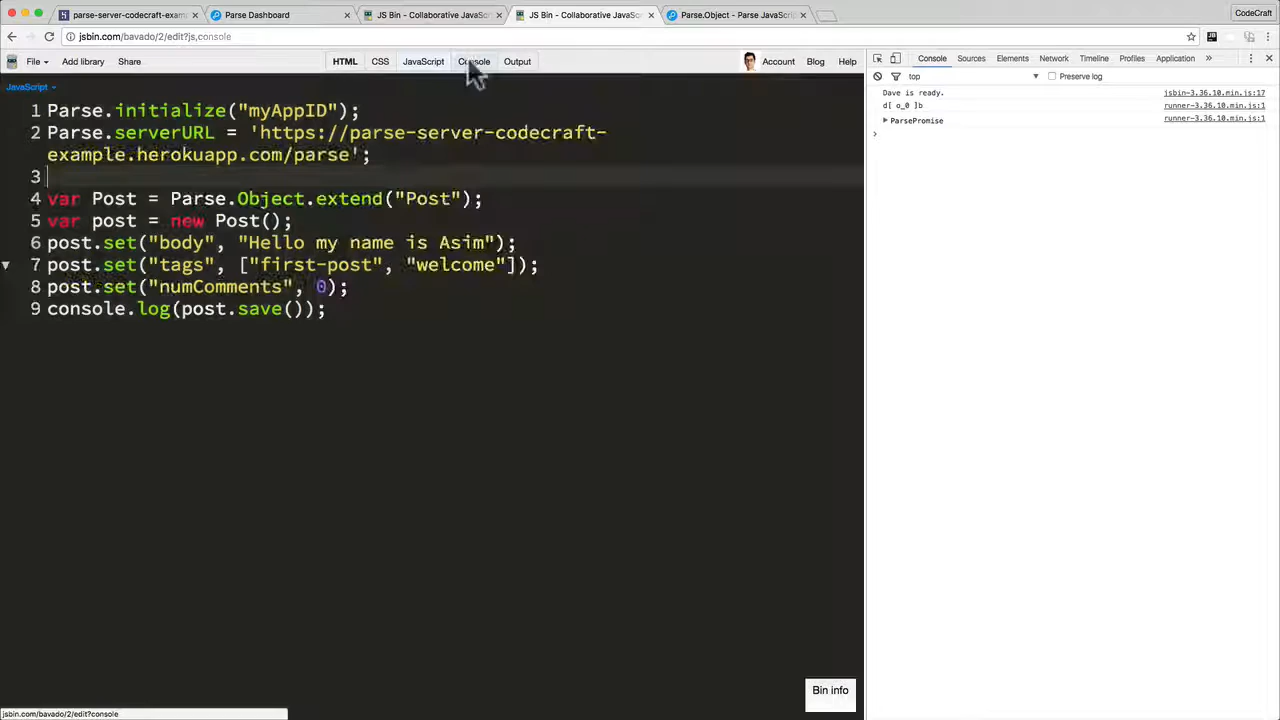 parse-server-codecraft-exam
Parse Dashboard
JS Bin - Collaborative JavaSc
JS Bin - Collaborative JavaSc
Parse.Object - Parse JavaScri
CodeCraft
jsbin.com/bavado/2/edit?js,console
File
Add library
Share
HTML
CSS
JavaScript
Console
Output
Account
Blog
Help
JavaScript
1 Parse.initialize("myAppID");
2 Parse.serverURL = 'https://parse-server-codecraft-
example.herokuapp.com/parse';
3
4 var Post = Parse.Object.extend("Post");
5 var post = new Post();
6 post.set("body", "Hello my name is Asim");
7 post.set("tags", ["first-post", "welcome"]);
8 post.set("numComments", 0);
9 console.log(post.save());
Bin info
jsbin.com/bavado/2/edit?console
Console
Sources
Elements
Network
Timeline
Profiles
Application
top
Preserve log
Dave is ready. jsbin-3.36.10.min.js:17
d[ o_0 ]b runner-3.36.10.min.js:1
ParsePromise runner-3.36.10.min.js:1